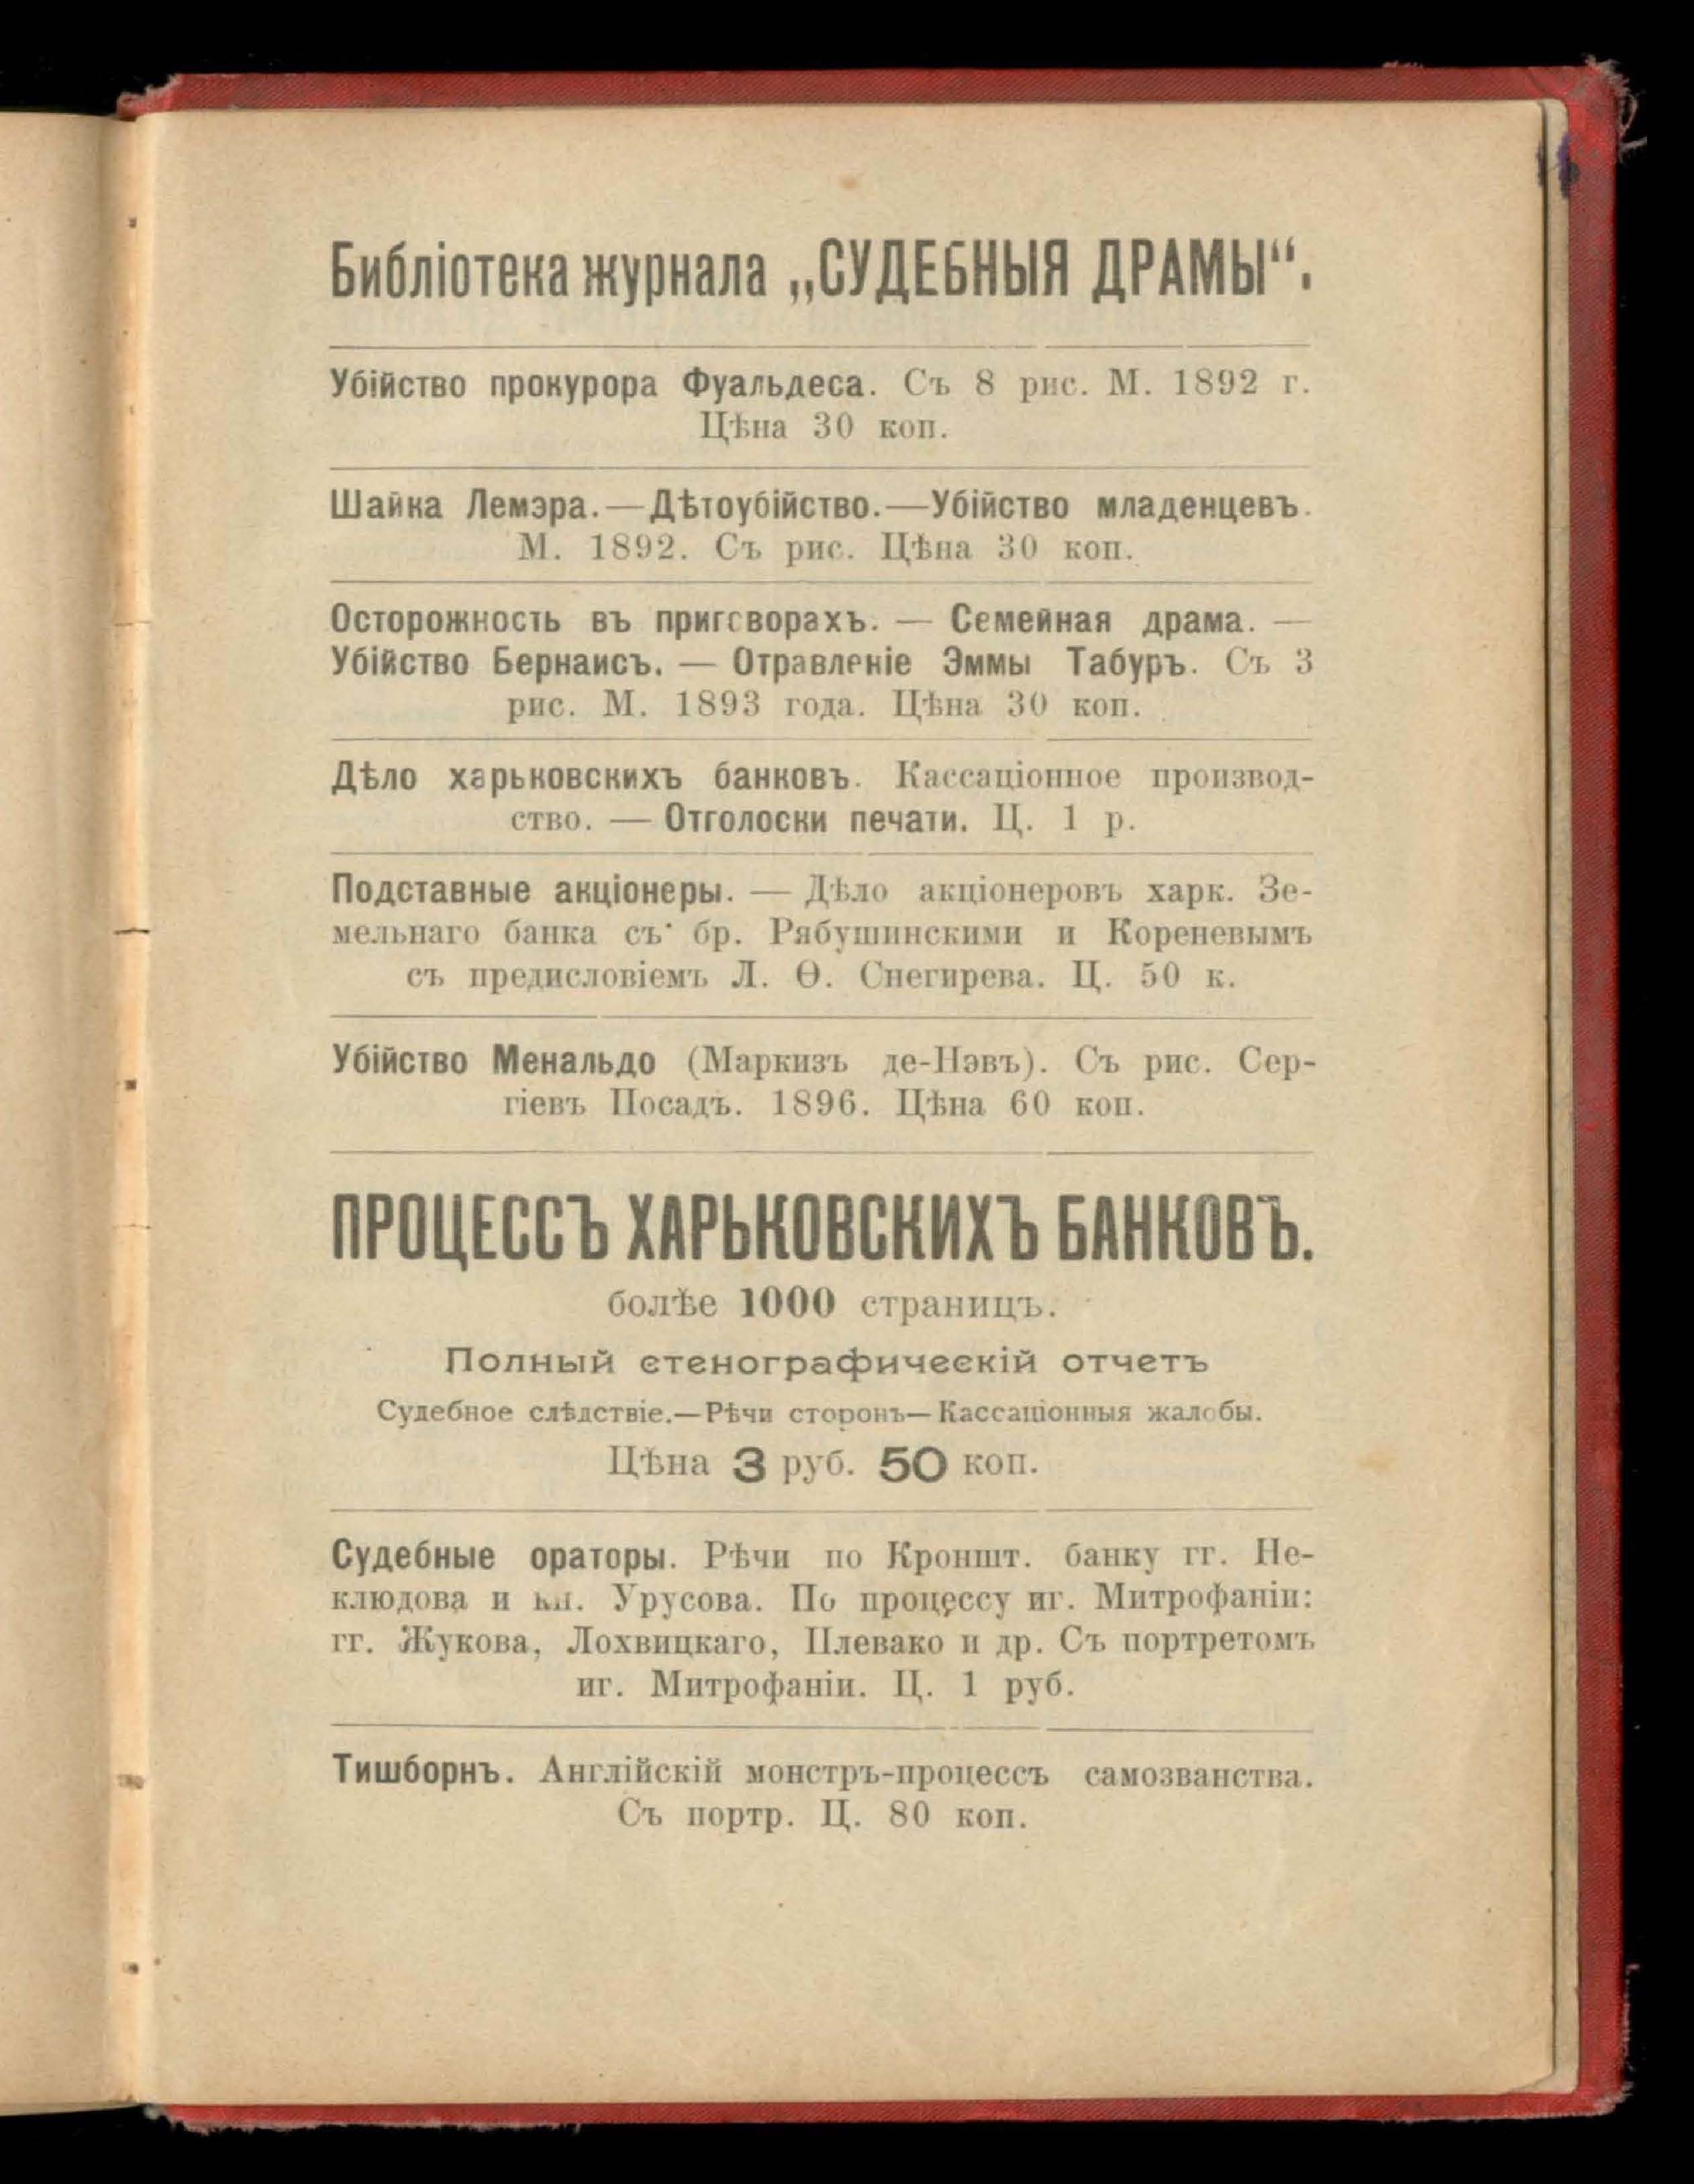 Библіотека журнала „СУДЕБНЫЯ ДРАМЫ“.
Убійство прокурора Фуальдеса. Съ 8 рис. М. 1892 г.
Цѣна 30 коп.
Шайка Лемэра.—Дѣтоубійство.—Убійство младенцевъ.
М. 1892. Съ рис. Цѣна 30 коп.
Осторожность въ приговорахъ. — Семейная драма. —
Убійство Бернаисъ. — Отравленіе Эммы Табуръ. Съ 3
рис. М. 1893 года. Цѣна 30 коп.
Дѣло харьковскихъ банковъ. Кассаціонное производ-
ство. — Отголоски печати. Ц. 1 р.
Подставные акціонеры. — Дѣло акціонеровъ харк. Зе-
мельнаго банка съ бр. Рябушинскими и Кореневымъ
съ предисловіемъ Л. Ѳ. Снегирева. Ц. 50 к.
Убійство Менальдо (Маркизъ де-Нэвъ). Съ рис. Сер-
гіевъ Посадъ. 1896. Цѣна 60 коп.
ПРОЦЕССЪ ХАРЬКОВСКИХЪ БАНКОВЪ.
болѣе 1000 страницъ.
Полный стенографическій отчетъ
Судебное слѣдствіе.—Рѣчи сторонъ—Кассаціонныя жалобы.
Цѣна 3 руб. 50 коп.
Судебные ораторы. Рѣчи по Кроншт. банку гг. Не-
клюдова и кн. Урусова. По процессу иг. Митрофаніи:
гг. Жукова, Лохвицкаго, Плевако и др. Съ портретомъ
иг. Митрофаніи. Ц. 1 руб.
Тишборнъ. Англійскій монстръ-процессъ самозванства.
Съ портр. Ц. 80 коп.